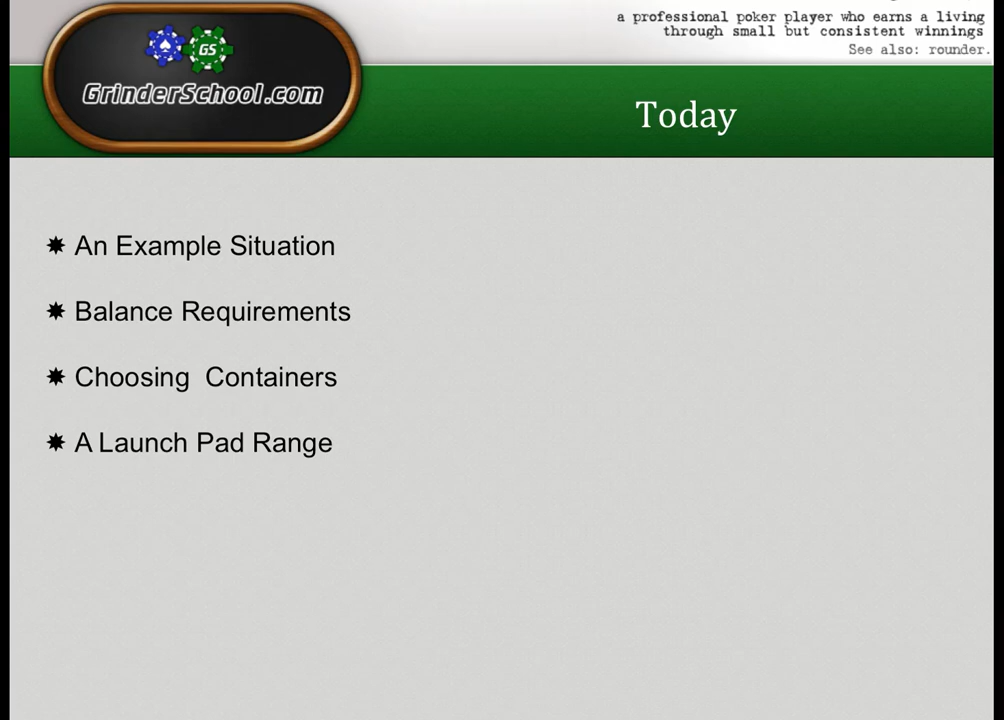 a professional poker player who earns a living
through small but consistent winnings
See also: rounder.
GS
GrinderSchool.com
Today
An Example Situation
Balance Requirements
Choosing  Containers
A Launch Pad Range